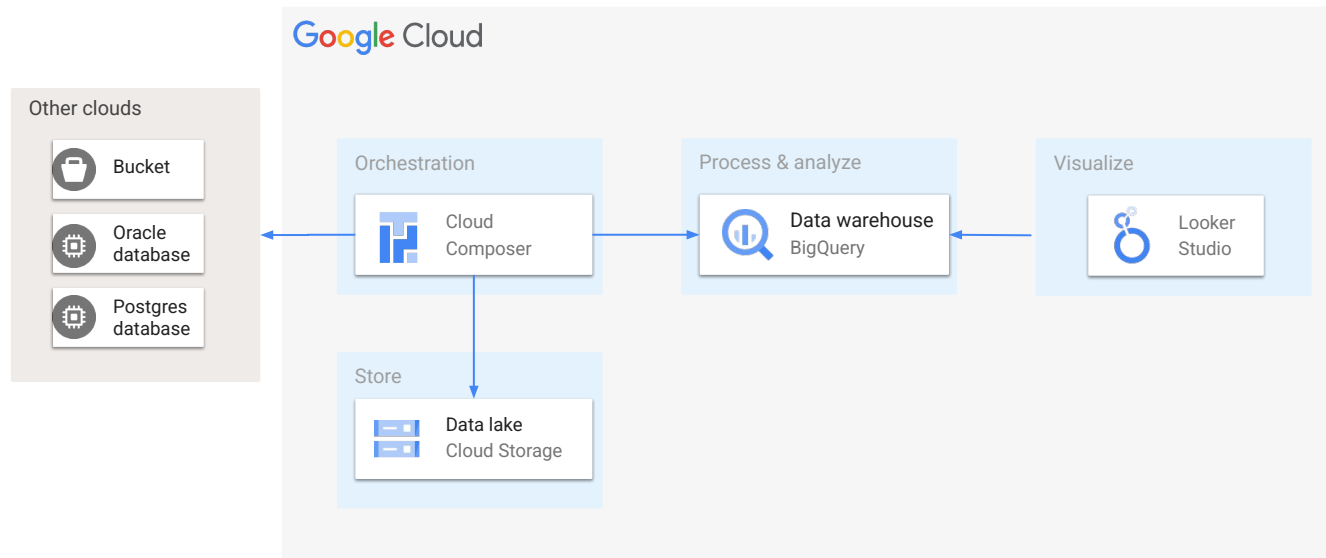 Google Cloud
Other clouds
Bucket
Oracle
database
Postgres
database
Orchestration
Cloud
Composer
Process & analyze
Data warehouse
BigQuery
Visualize
Looker
Studio
Store
Data lake
Cloud Storage